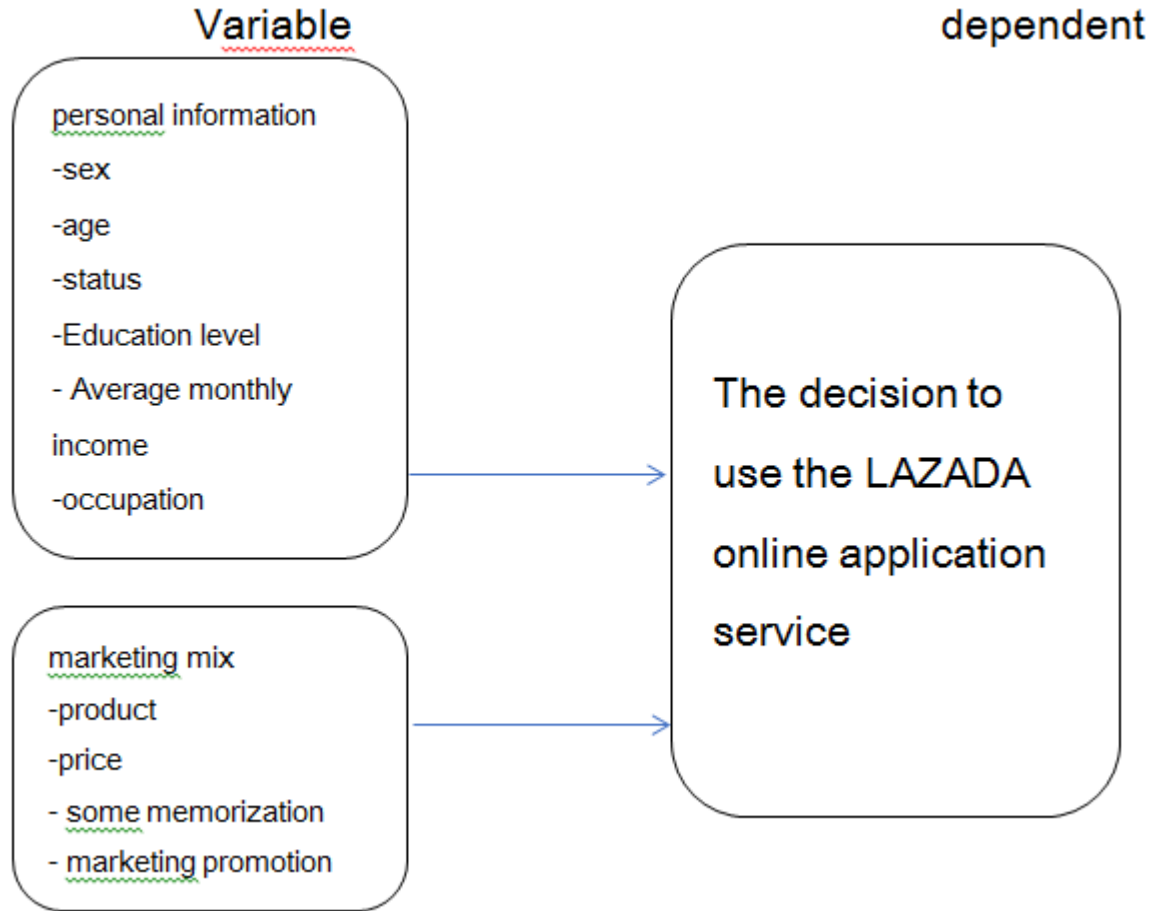 Variable
dependent
personal information
-sex
-age
-status
-Education level
- Average monthly
income
-occupation
marketing mix
-product
-price
- some memorization
- marketing promotion
The decision to
use the LAZADA
online application
service